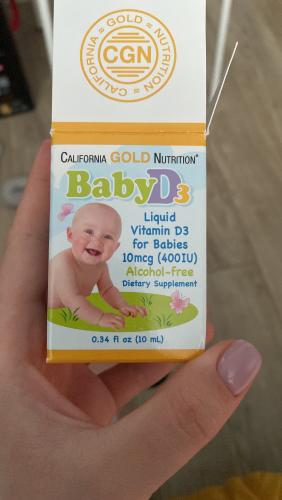 CALIFORNIA = GOLD = NUTRITION =
CGN
CALIFORNIA GOLD NUTRITION®
BabyD3
Liquid
Vitamin D3
for Babies
10mcg (400IU)
Alcohol-Free
Dietary Supplement
0.34 fl oz (10 mL)